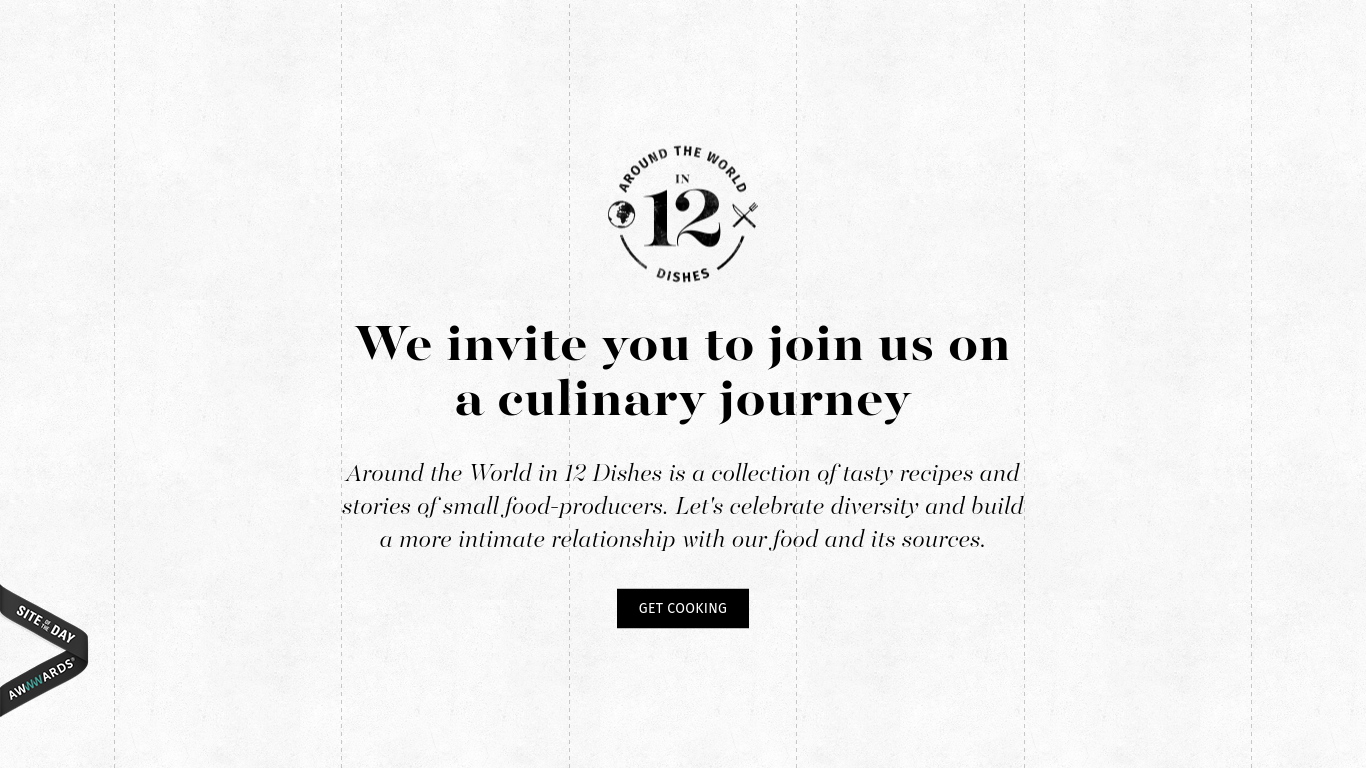 AROUND THE WORLD
IN
12
DISHES
We invite you to join us on
a culinary journey
Around the World in 12 Dishes is a collection of tasty recipes and
stories of small food-producers. Let's celebrate diversity and build
a more intimate relationship with our food and its sources.
GET COOKING
SITE OF THE DAY
AWWWARDS